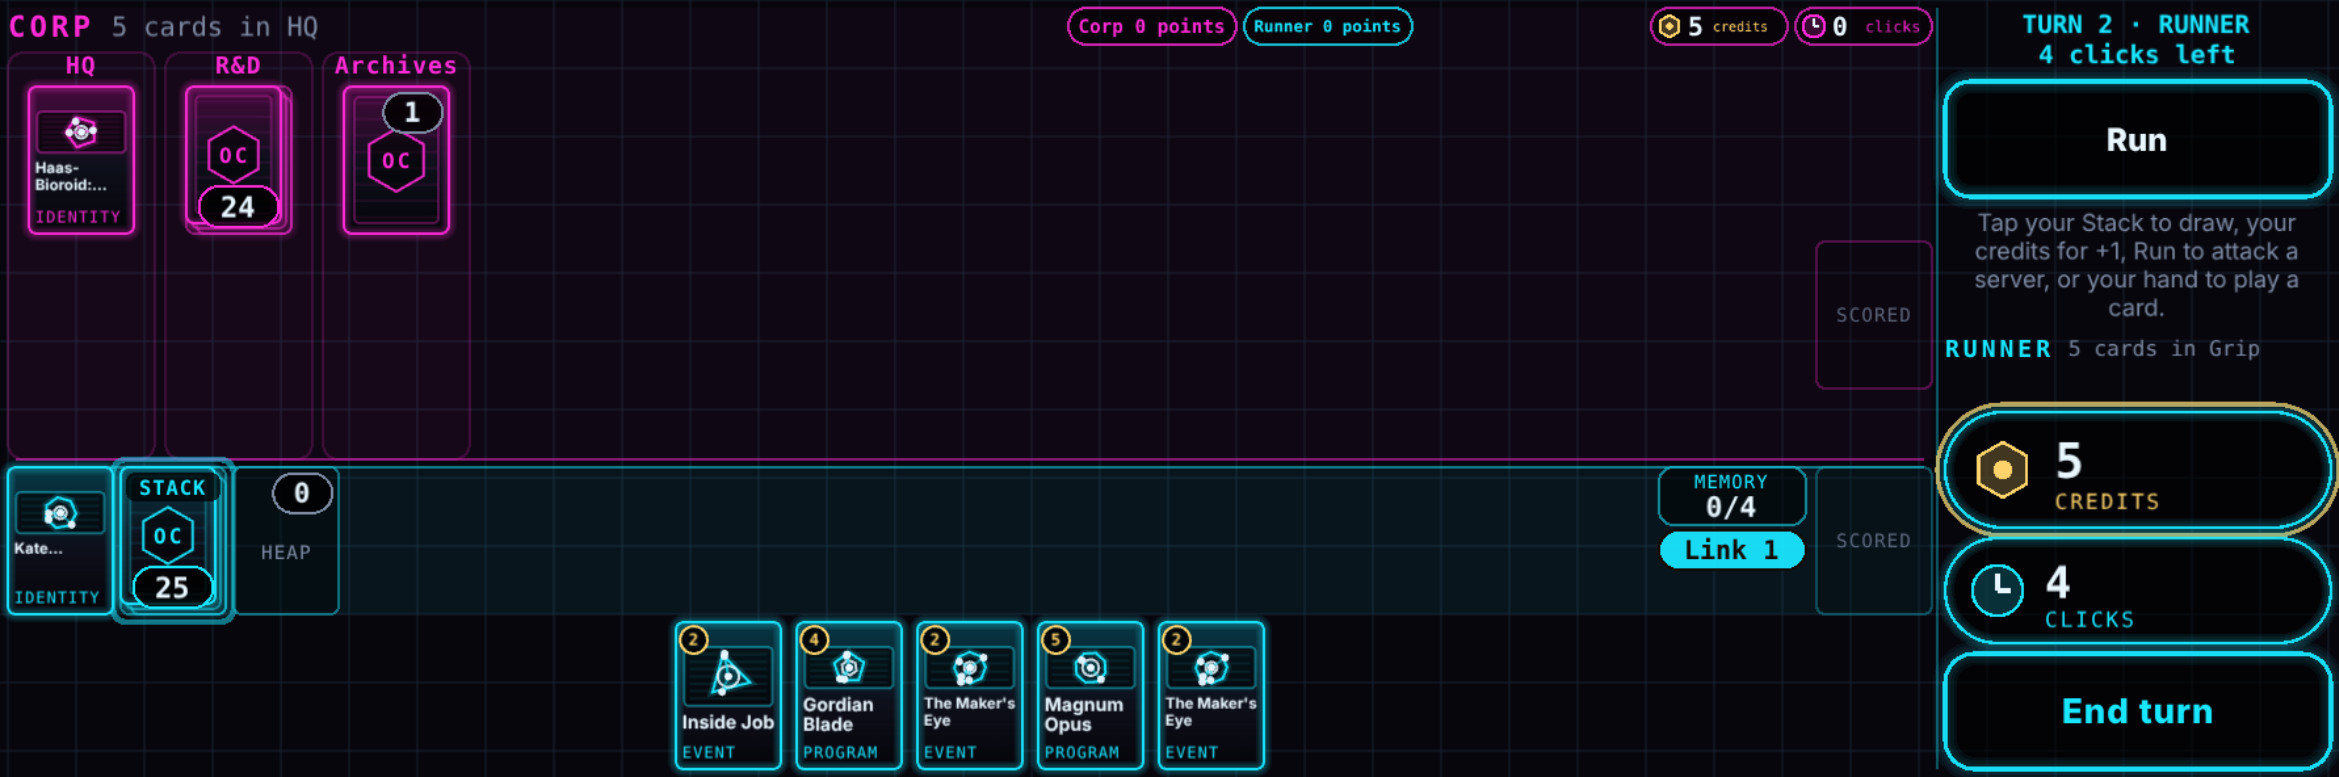 CORP 5 cards in HQ
Corp 0 points
Runner 0 points
5 credits
0 clicks
HQ
R&D
Archives
Haas-
Bioroid:...
IDENTITY
OC
24
1
OC
SCORED
Kate...
IDENTITY
STACK
OC
25
0
HEAP
MEMORY
0/4
Link 1
SCORED
2
Inside Job
EVENT
4
Gordian
Blade
PROGRAM
2
The Maker's
Eye
EVENT
5
Magnum
Opus
PROGRAM
2
The Maker's
Eye
EVENT
TURN 2 · RUNNER
4 clicks left
Run
Tap your Stack to draw, your
credits for +1, Run to attack a
server, or your hand to play a
card.
RUNNER 5 cards in Grip
5
CREDITS
4
CLICKS
End turn